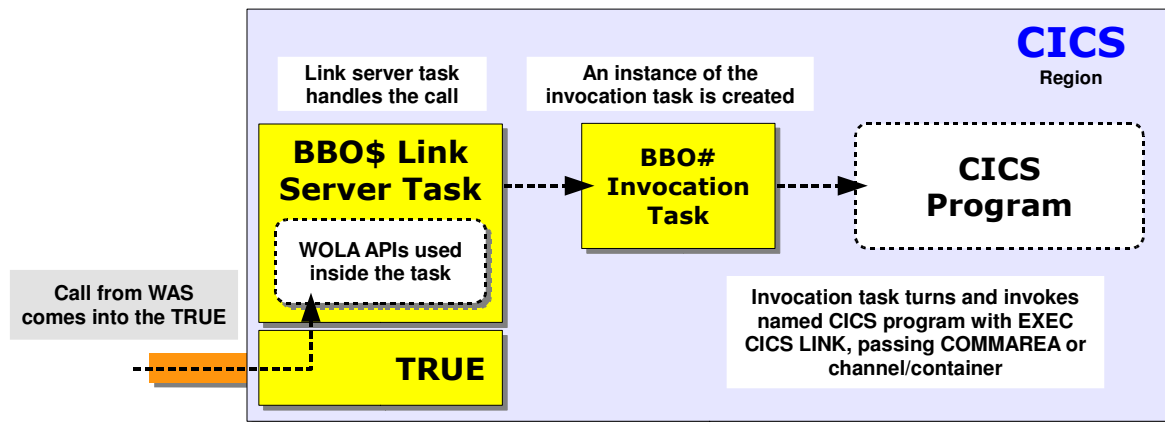 CICS
Region
Link server task
handles the call
An instance of the
invocation task is created
BBO$ Link
Server Task
WOLA APIs used
inside the task
BBO#
Invocation
Task
CICS
Program
Call from WAS
comes into the TRUE
TRUE
Invocation task turns and invokes
named CICS program with EXEC
CICS LINK, passing COMMAREA or
channel/container